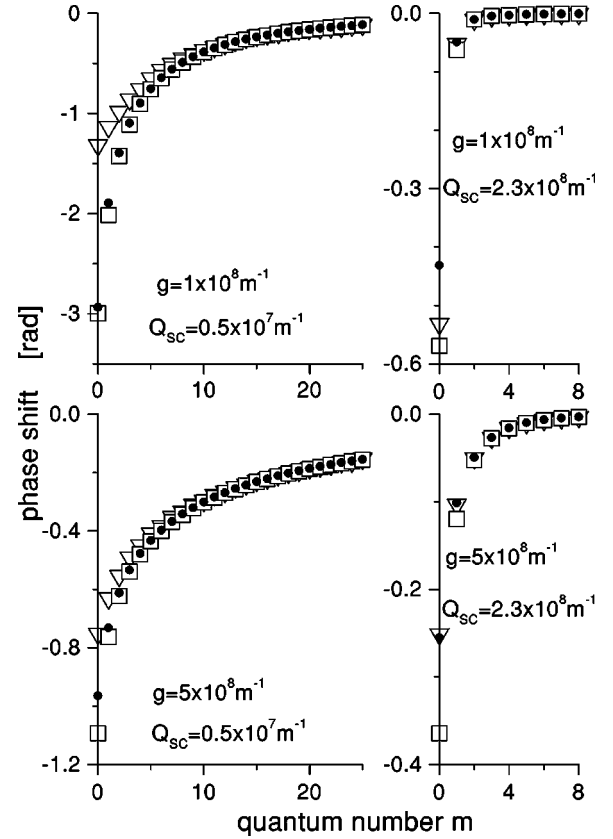 0
-1
-2
-3
g=1x10⁸m⁻¹
Q_SC=0.5x10⁷m⁻¹
0 10 20
0.0
-0.3
-0.6
g=1x10⁸m⁻¹
Q_SC=2.3x10⁸m⁻¹
0 4 8
phase shift [rad]
0.0
-0.4
-0.8
-1.2
g=5x10⁸m⁻¹
Q_SC=0.5x10⁷m⁻¹
0 10 20
0.0
-0.2
-0.4
g=5x10⁸m⁻¹
Q_SC=2.3x10⁸m⁻¹
0 4 8
quantum number m